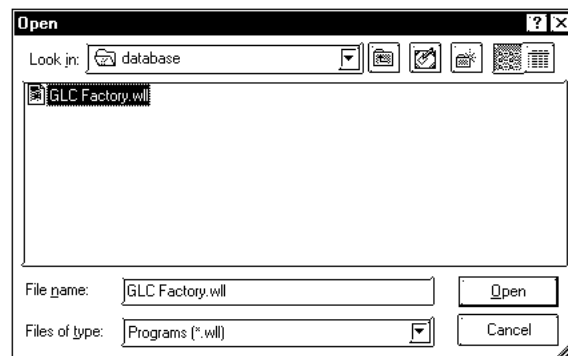 Open
Look in: database
GLC Factory.wll
File name: GLC Factory.wll Open
Files of type: Programs (*.wll) Cancel